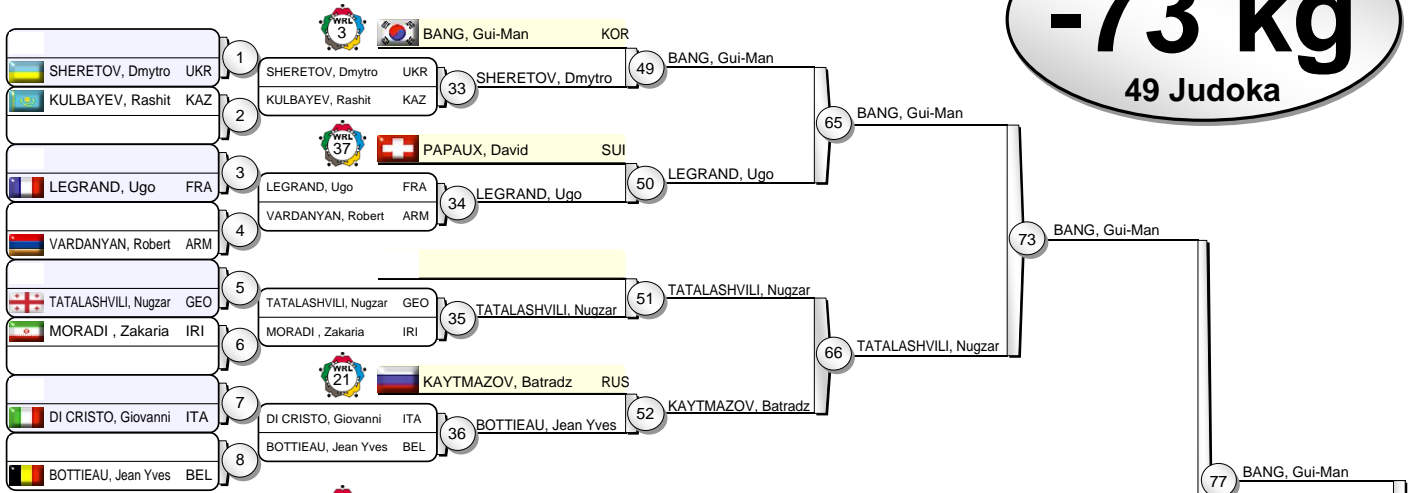 -73 kg
49 Judoka
WRL
3
BANG, Gui-Man KOR
SHERETOV, Dmytro UKR
1
KULBAYEV, Rashit KAZ
2
SHERETOV, Dmytro UKR
KULBAYEV, Rashit KAZ
33
SHERETOV, Dmytro
49
BANG, Gui-Man
WRL
37
PAPAUX, David SUI
LEGRAND, Ugo FRA
3
VARDANYAN, Robert ARM
4
LEGRAND, Ugo FRA
VARDANYAN, Robert ARM
34
LEGRAND, Ugo
50
LEGRAND, Ugo
65
BANG, Gui-Man
TATALASHVILI, Nugzar GEO
5
MORADI , Zakaria IRI
6
TATALASHVILI, Nugzar GEO
MORADI , Zakaria IRI
35
TATALASHVILI, Nugzar
51
TATALASHVILI, Nugzar
WRL
21
KAYTMAZOV, Batradz RUS
DI CRISTO, Giovanni ITA
7
BOTTIEAU, Jean Yves BEL
8
DI CRISTO, Giovanni ITA
BOTTIEAU, Jean Yves BEL
36
BOTTIEAU, Jean Yves
52
KAYTMAZOV, Batradz
66
TATALASHVILI, Nugzar
73
BANG, Gui-Man
77
BANG, Gui-Man